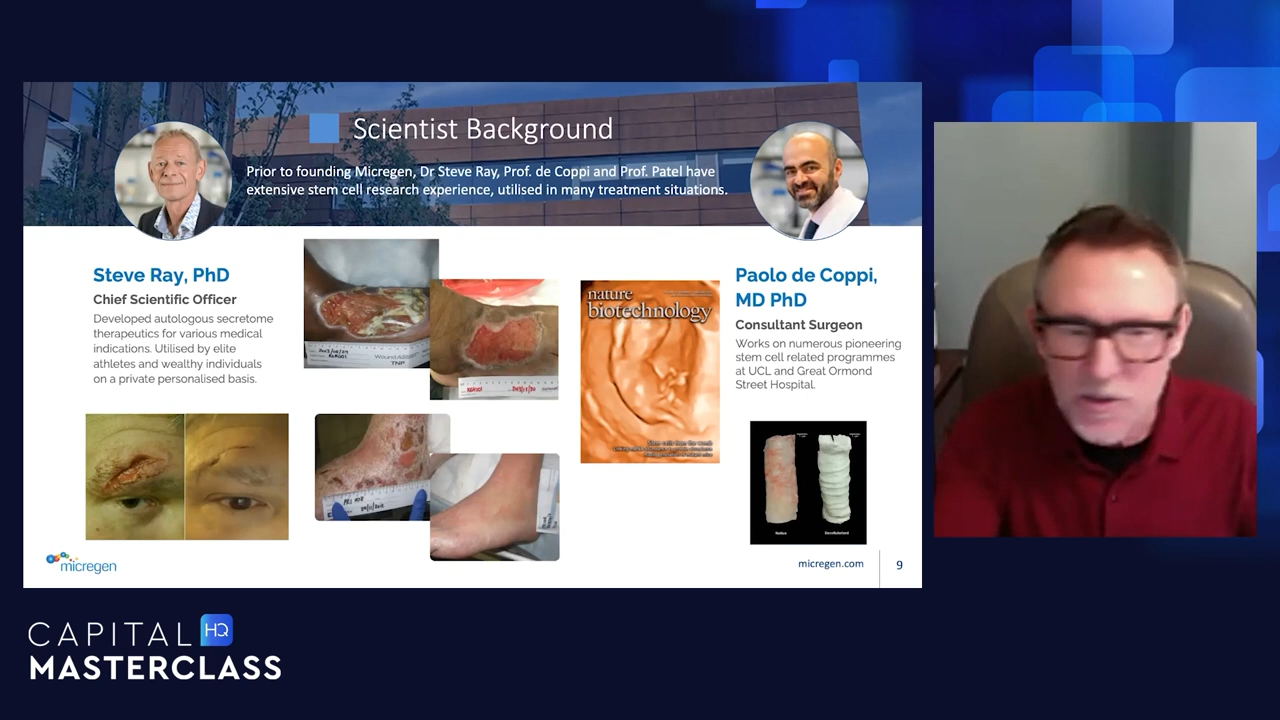 Scientist Background
Prior to founding Micregen, Dr Steve Ray, Prof. de Coppi and Prof. Patel have
extensive stem cell research experience, utilised in many treatment situations.
Steve Ray, PhD
Chief Scientific Officer
Developed autologous secretome
therapeutics for various medical
indications. Utilised by elite
athletes and wealthy individuals
on a private personalised basis.
nature
biotechnology
Paolo de Coppi,
MD PhD
Consultant Surgeon
Works on numerous pioneering
stem cell related programmes
at UCL and Great Ormond
Street Hospital.
micregen
micregen.com
9
CAPITAL HQ
MASTERCLASS